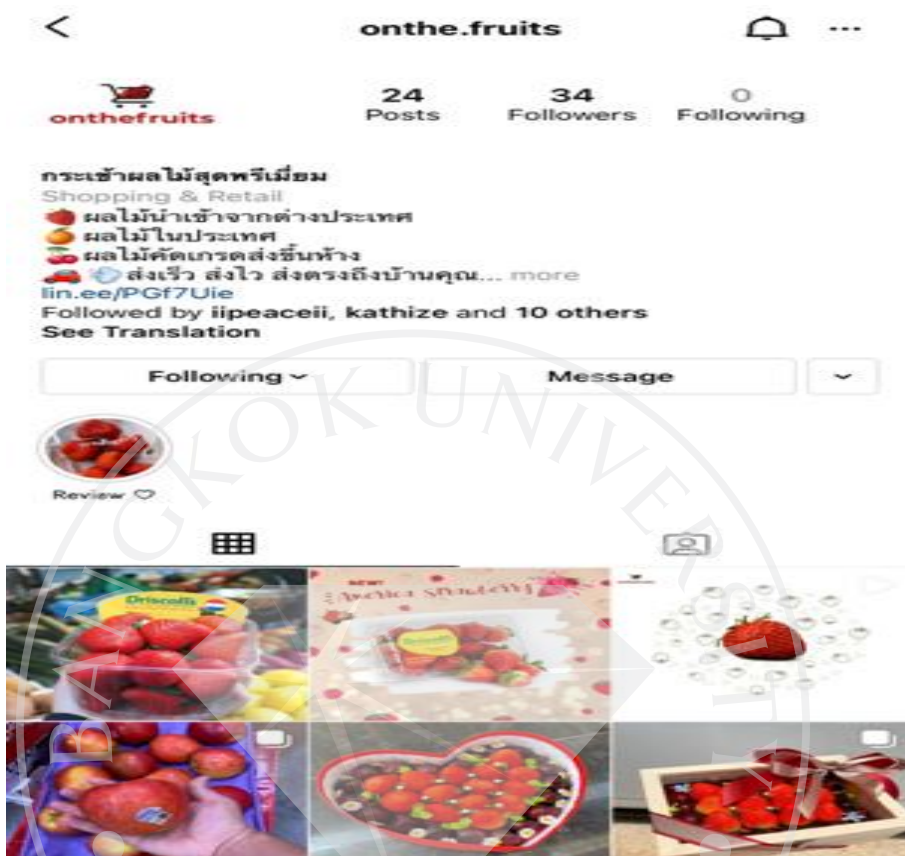 onthe.fruits
onthefruits
24
Posts
34
Followers
0
Following
กระเช้าผลไม้สุดพรีเมี่ยม
Shopping & Retail
ผลไม้นำเข้าจากต่างประเทศ
ผลไม้ในประเทศ
ผลไม้คัดเกรดส่งขึ้นห้าง
ส่งเร็ว ส่งไว ส่งตรงถึงบ้านคุณ... more
lin.ee/PGf7Uie
Followed by iipeaceii, kathize and 10 others
See Translation
Following
Message
Review ♡
Driscoll's
NEW!
America strawberry
BANGKOK UNIVERSITY